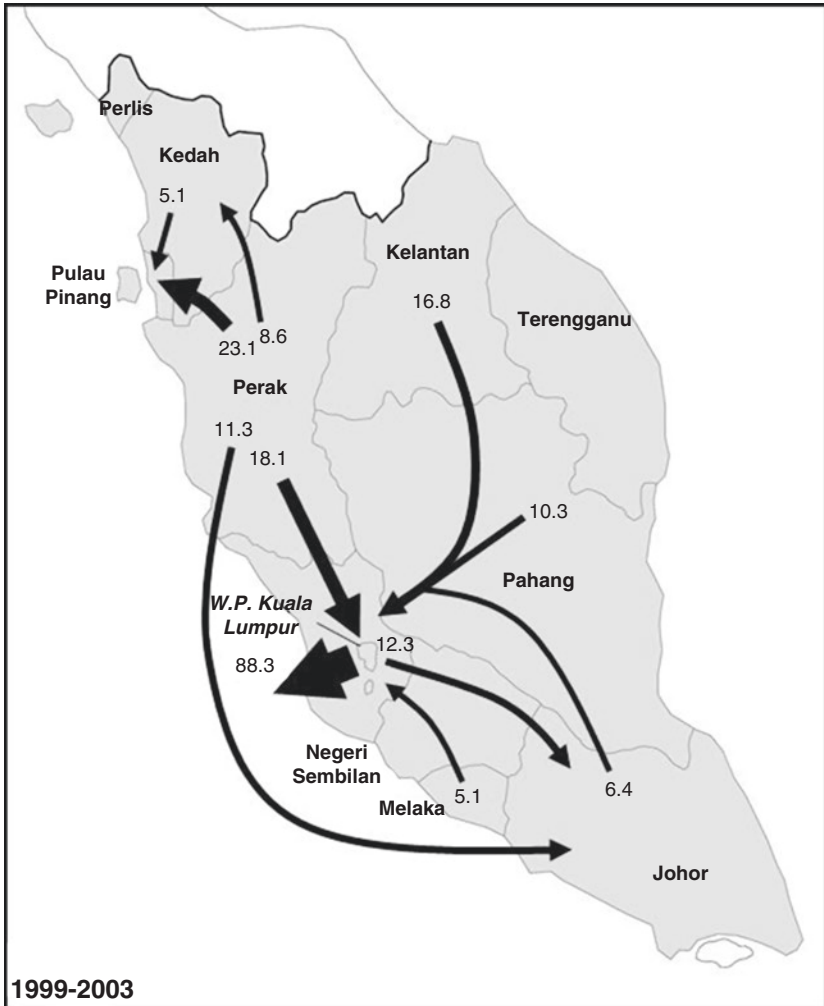 Perlis
Kedah
5.1
Pulau
Pinang
Kelantan
16.8
Terengganu
23.1
8.6
Perak
11.3
18.1
10.3
Pahang
W.P. Kuala
Lumpur
12.3
88.3
Negeri
Sembilan
5.1
Melaka
6.4
Johor
1999-2003